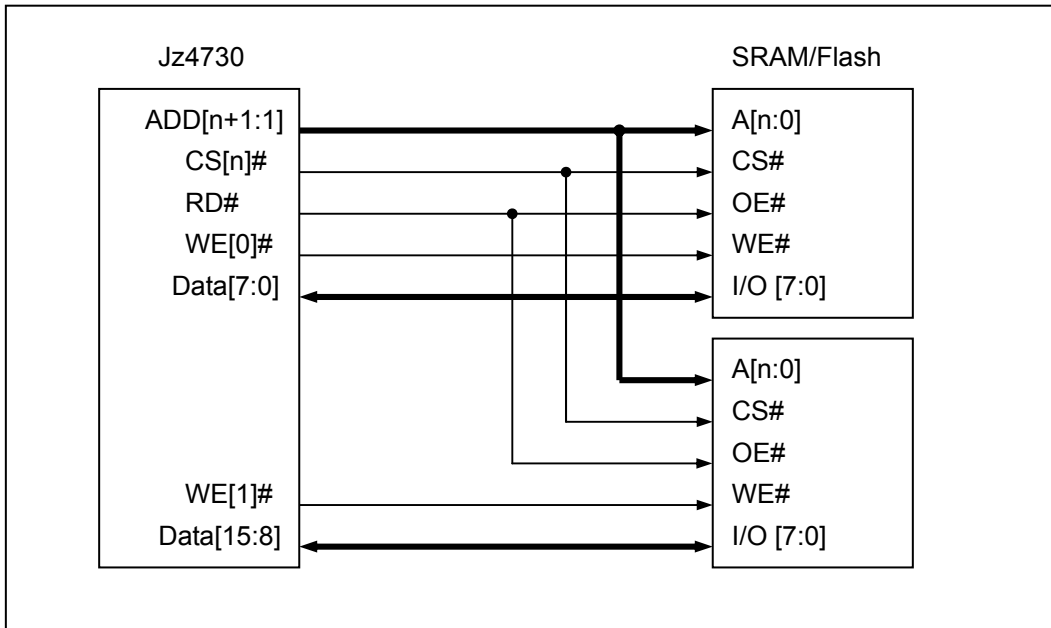 Jz4730
ADD[n+1:1]
CS[n]#
RD#
WE[0]#
Data[7:0]
WE[1]#
Data[15:8]
SRAM/Flash
A[n:0]
CS#
OE#
WE#
I/O [7:0]
A[n:0]
CS#
OE#
WE#
I/O [7:0]